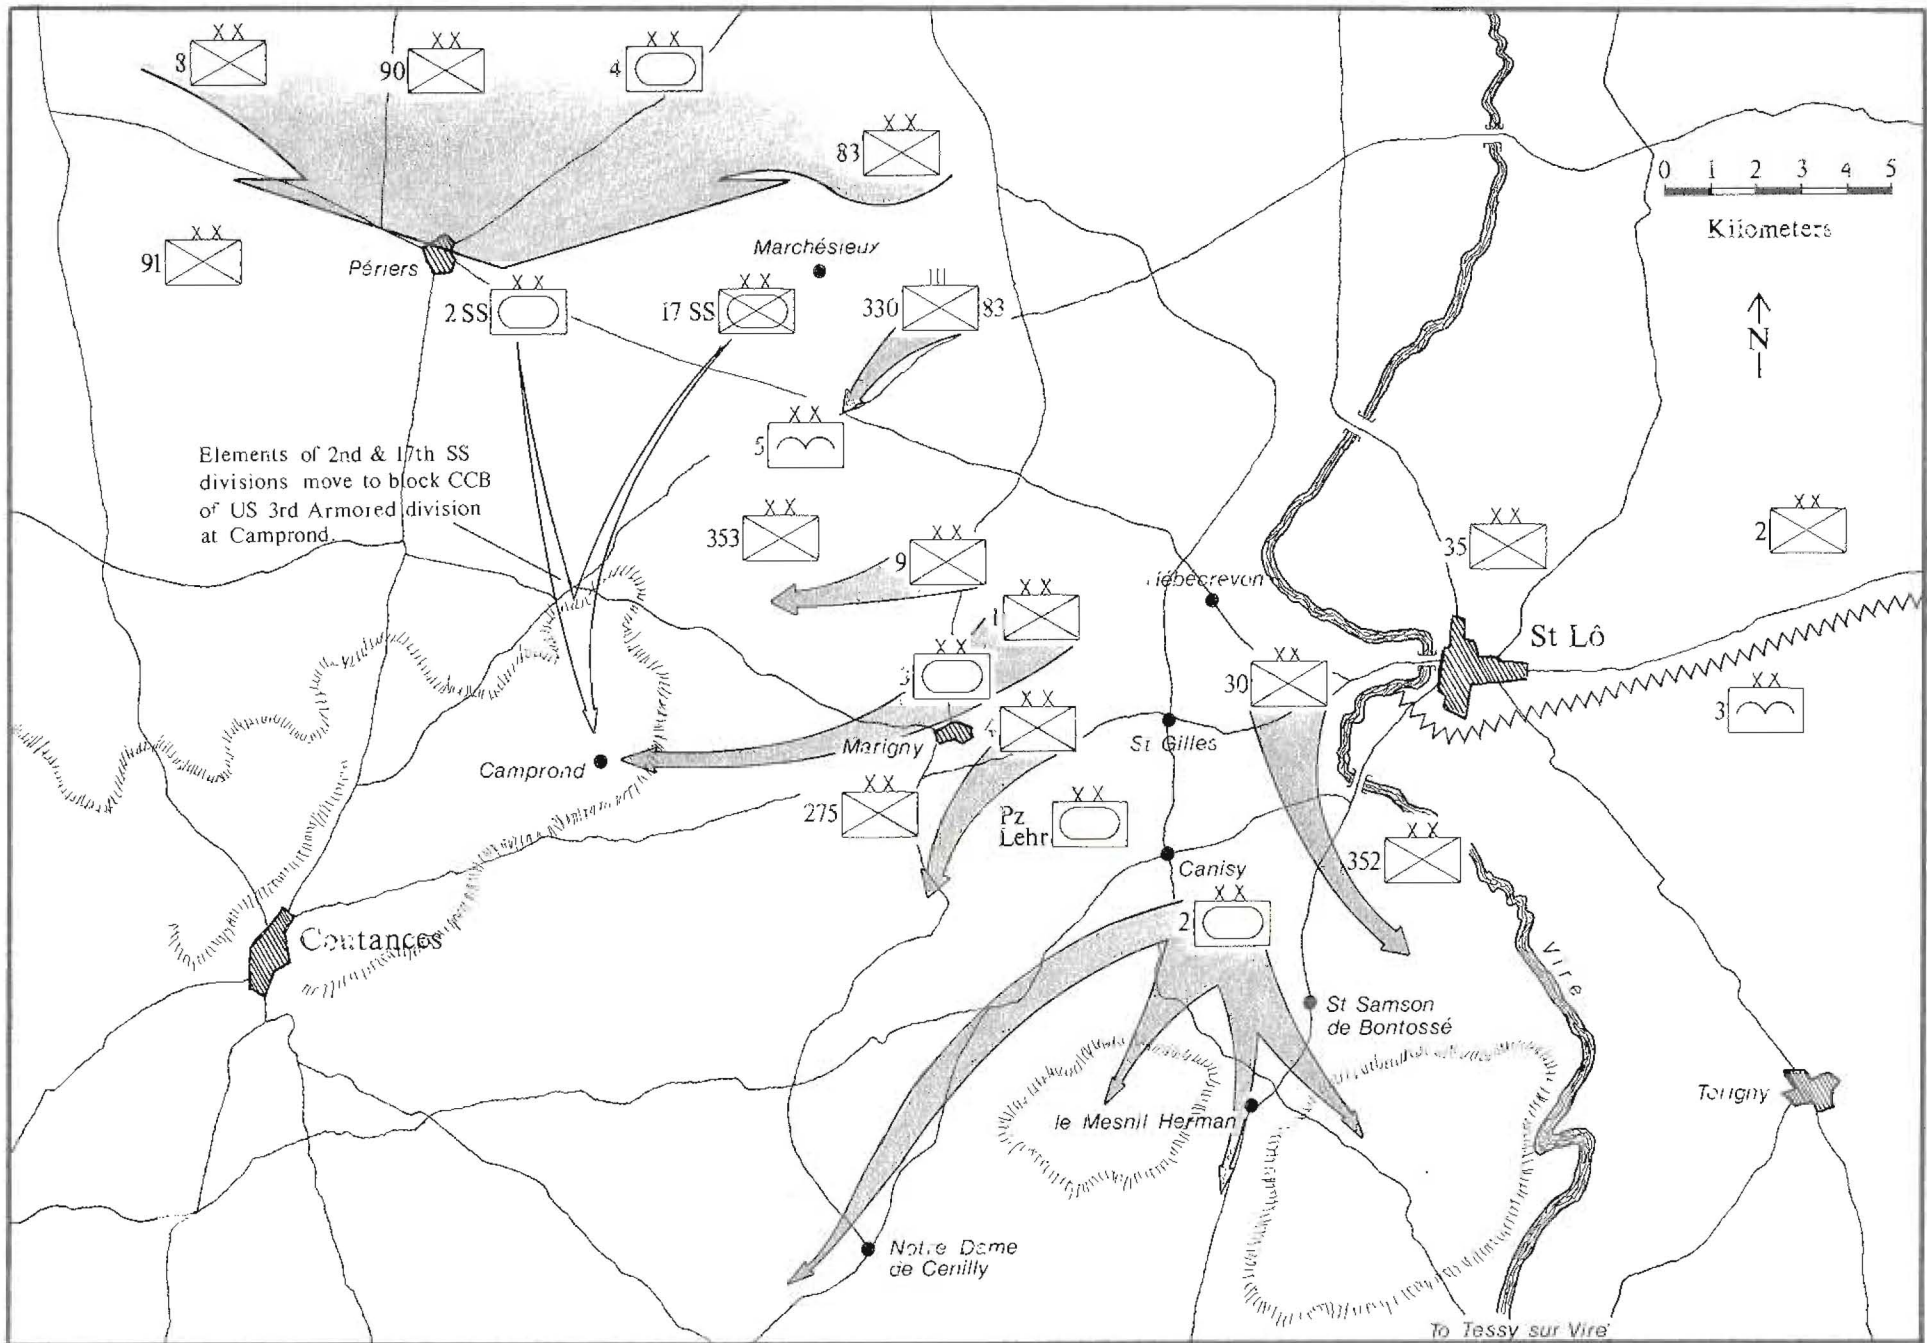 8
90
4
83
0 1 2 3 4 5
Kilometers
N
91
Périers
Marchésieux
2 SS
17 SS
330
83
5
Elements of 2nd & 17th SS
divisions move to block CCB
of US 3rd Armored division
at Camprond.
353
9
35
2
1
St Lô
3
30
3
4
Marigny
St Gilles
Camprond
275
Pz
Lehr
352
Canisy
2
Coutances
Vire
St Samson
de Bontossé
le Mesnil Herman
Torigny
Notre Dame
de Cenilly
To Tessy sur Vire